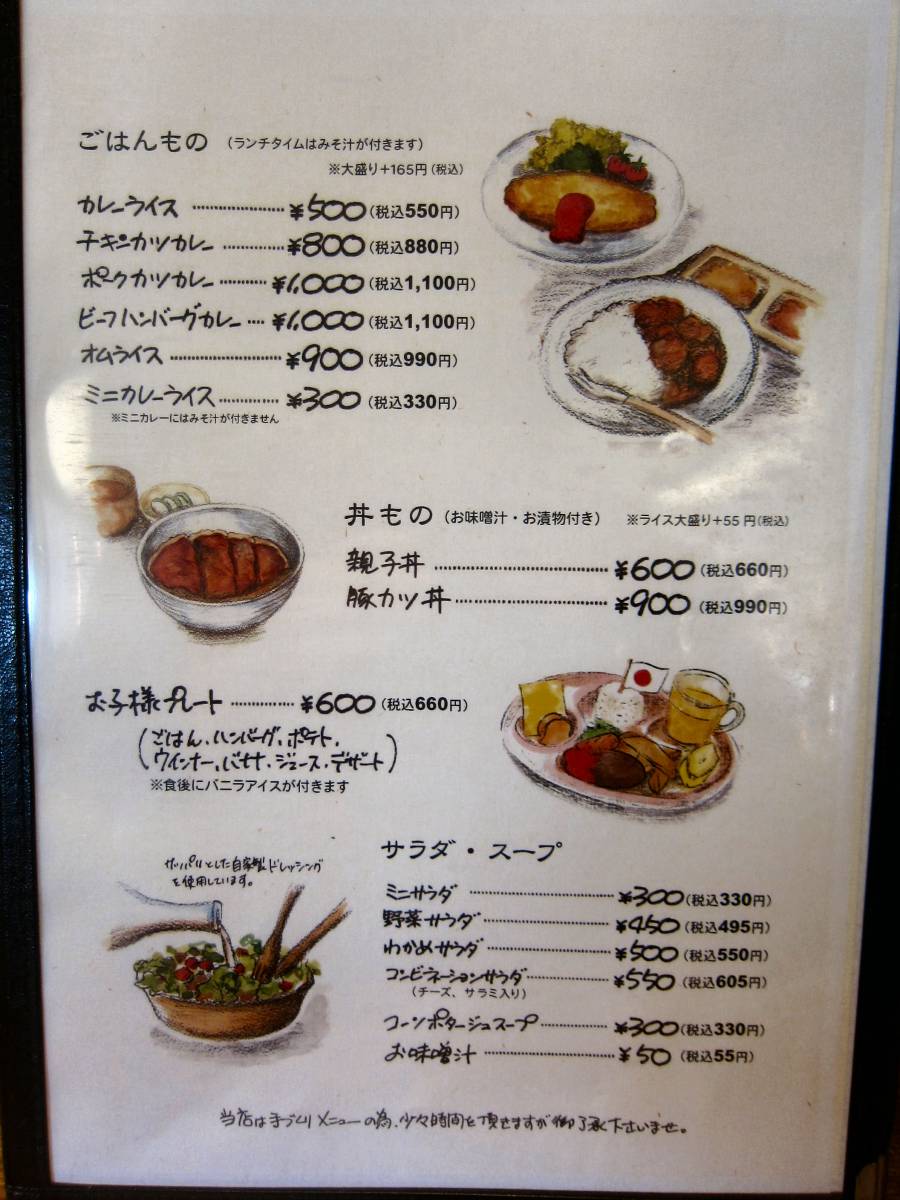 ごはんもの （ランチタイムはみそ汁が付きます）
※大盛り+165円（税込）
カレーライス ¥500（税込550円）
チキンカツカレー ¥800（税込880円）
ポークカツカレー ¥1,000（税込1,100円）
ビーフハンバーグカレー ¥1,000（税込1,100円）
オムライス ¥900（税込990円）
ミニカレーライス ¥300（税込330円）
※ミニカレーにはみそ汁が付きません
丼もの（お味噌汁・お漬物付き） ※ライス大盛り+55円（税込）
親子丼 ¥600（税込660円）
豚カツ丼 ¥900（税込990円）
お子様プレート ¥600（税込660円）
（ごはん、ハンバーグ、ポテト、
ウインナー、バナナ、ジュース、デザート）
※食後にバニラアイスが付きます
サラダ・スープ
サッパリとした自家製ドレッシング
を使用しています。
ミニサラダ ¥300（税込330円）
野菜サラダ ¥450（税込495円）
わかめサラダ ¥500（税込550円）
コンビネーションサラダ ¥550（税込605円）
（チーズ、サラミ入り）
コーンポタージュスープ ¥300（税込330円）
お味噌汁 ¥50（税込55円）
当店は手づくりメニューの為、少々時間を頂きますが御了承下さいませ。